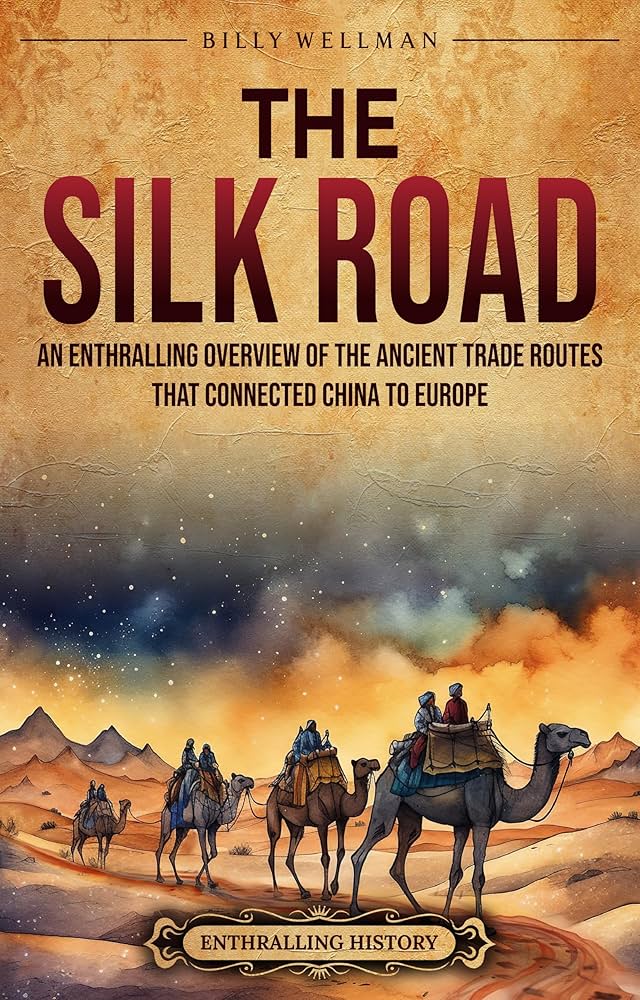 BILLY WELLMAN
THE
SILK ROAD
AN ENTHRALLING OVERVIEW OF THE ANCIENT TRADE ROUTES
THAT CONNECTED CHINA TO EUROPE
ENTHRALLING HISTORY